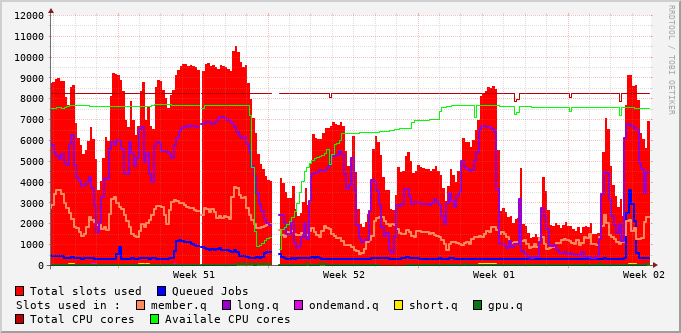 12000
11000
10000
9000
8000
7000
6000
5000
4000
3000
2000
1000
0
Week 51 Week 52 Week 01 Week 02
RRDTOOL / TOBI OETIKER
Total slots used Queued Jobs
Slots used in : member.q long.q ondemand.q short.q gpu.q
Total CPU cores Availale CPU cores